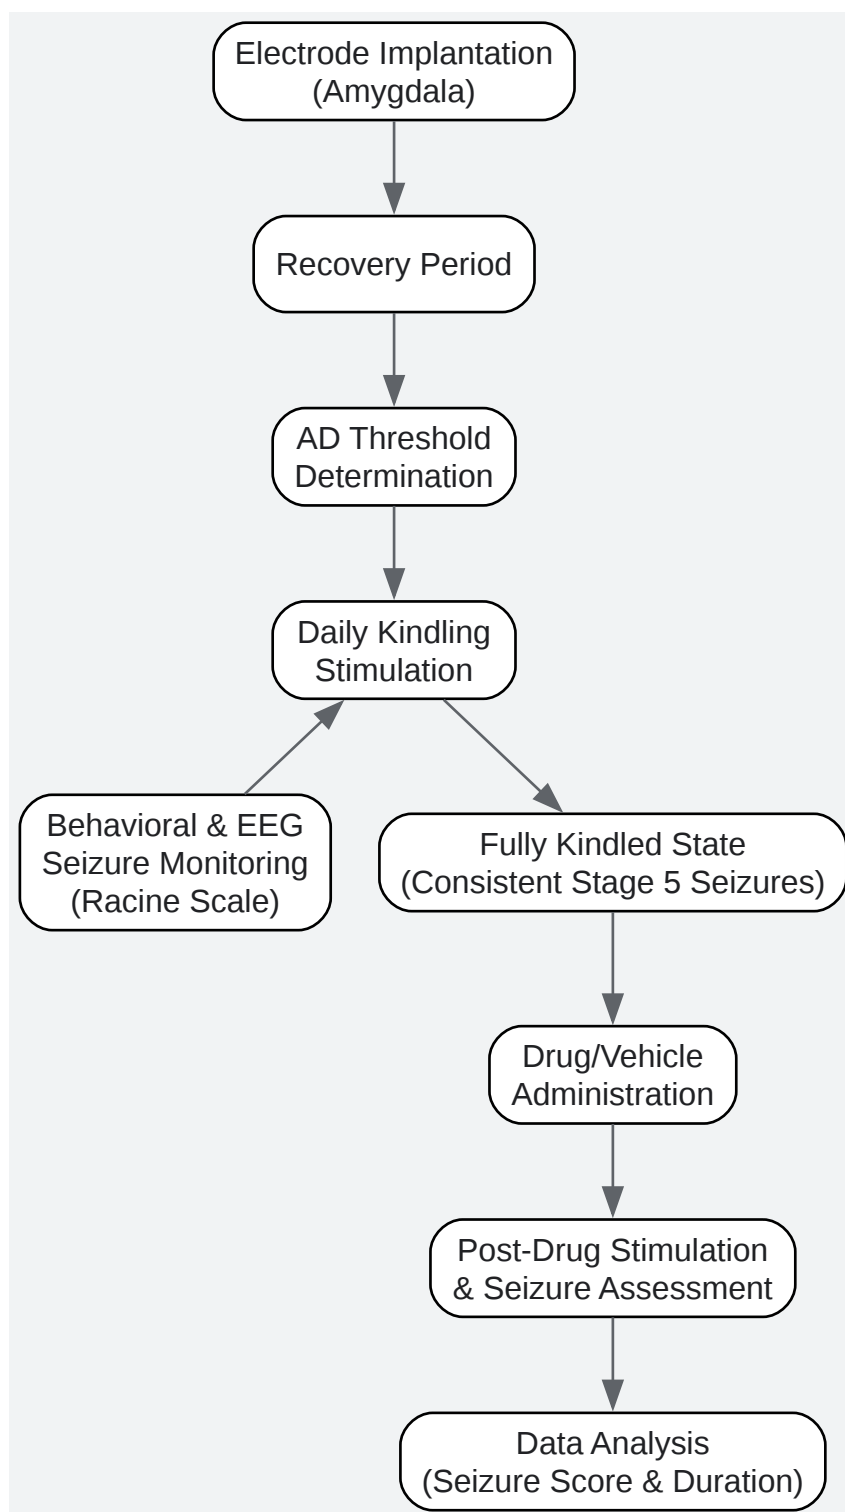 Electrode Implantation
(Amygdala)
Recovery Period
AD Threshold
Determination
Daily Kindling
Stimulation
Behavioral & EEG
Seizure Monitoring
(Racine Scale)
Fully Kindled State
(Consistent Stage 5 Seizures)
Drug/Vehicle
Administration
Post-Drug Stimulation
& Seizure Assessment
Data Analysis
(Seizure Score & Duration)